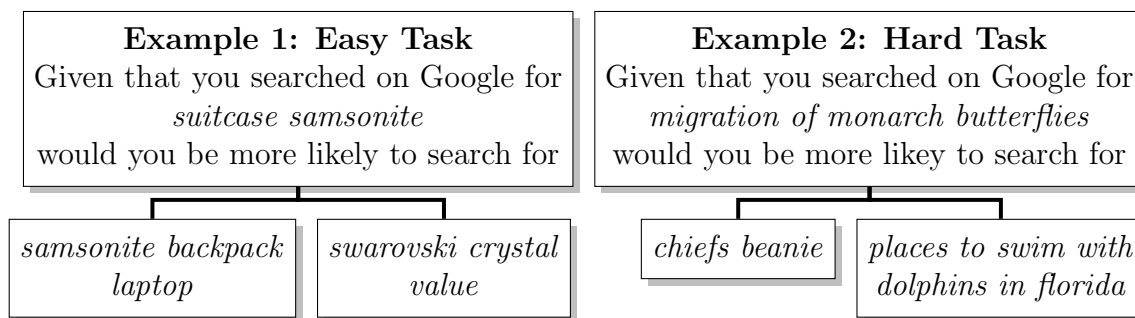 Example 1: Easy Task
Given that you searched on Google for
suitcase samsonite
would you be more likely to search for
samsonite backpack
laptop
swarovski crystal
value
Example 2: Hard Task
Given that you searched on Google for
migration of monarch butterflies
would you be more likey to search for
chiefs beanie
places to swim with
dolphins in florida